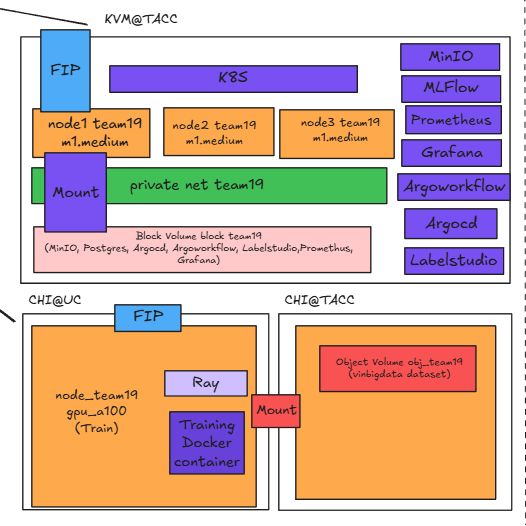 KVM@TACC
FIP
K8S
MinIO
MLFlow
Prometheus
Grafana
Argoworkflow
Argocd
Labelstudio
node1 team19
m1.medium
node2 team19
m1.medium
node3 team19
m1.medium
Mount
private net team19
Block Volume block team19
(MinIO, Postgres, Argocd, Argoworkflow, Labelstudio,Promethus,
Grafana)
CHI@UC
FIP
node_team19
gpu_a100
(Train)
Ray
Training
Docker
container
Mount
CHI@TACC
Object Volume obj_team19
(vinbigdata dataset)